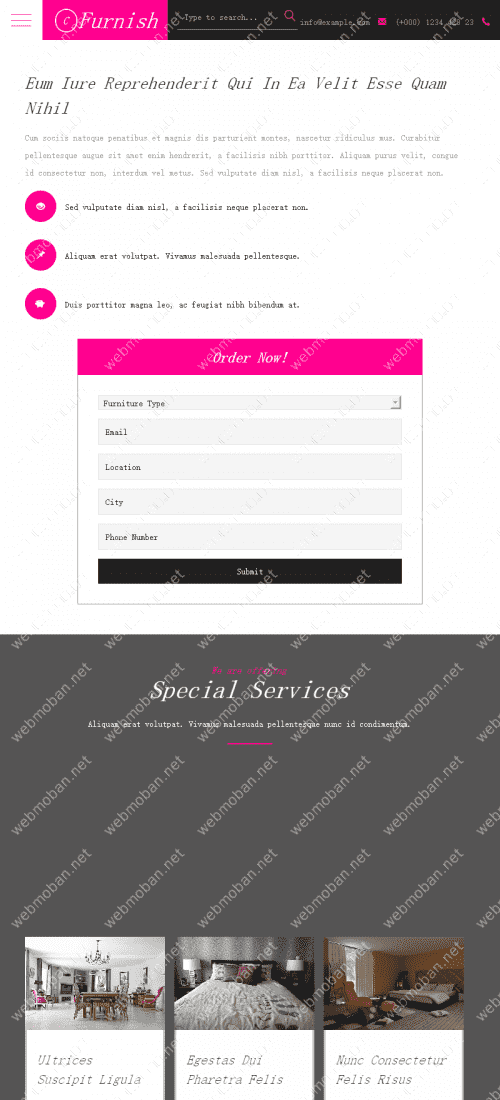 C Furnish
Type to search...
info@example.com
(+000) 1234 123 23
Eum Iure Reprehenderit Qui In Ea Velit Esse Quam
Nihil
Cum sociis natoque penatibus et magnis dis parturient montes, nascetur ridiculus mus. Curabitur
pellentesque augue sit amet enim hendrerit, a facilisis nibh porttitor. Aliquam purus velit, congue
id consectetur non, interdum vel metus. Sed vulputate diam nisl, a facilisis neque placerat non.
Sed vulputate diam nisl, a facilisis neque placerat non.
Aliquam erat volutpat. Vivamus malesuada pellentesque.
Duis porttitor magna leo, ac feugiat nibh bibendum at.
Order Now!
Furniture Type
Email
Location
City
Phone Number
Submit
Special Services
Aliquam erat volutpat. Vivamus malesuada pellentesque nunc id condimentum.
Ultrices
Suscipit Ligula
Egestas Dui
Pharetra Felis
Nunc Consectetur
Felis Risus
webmoban.net